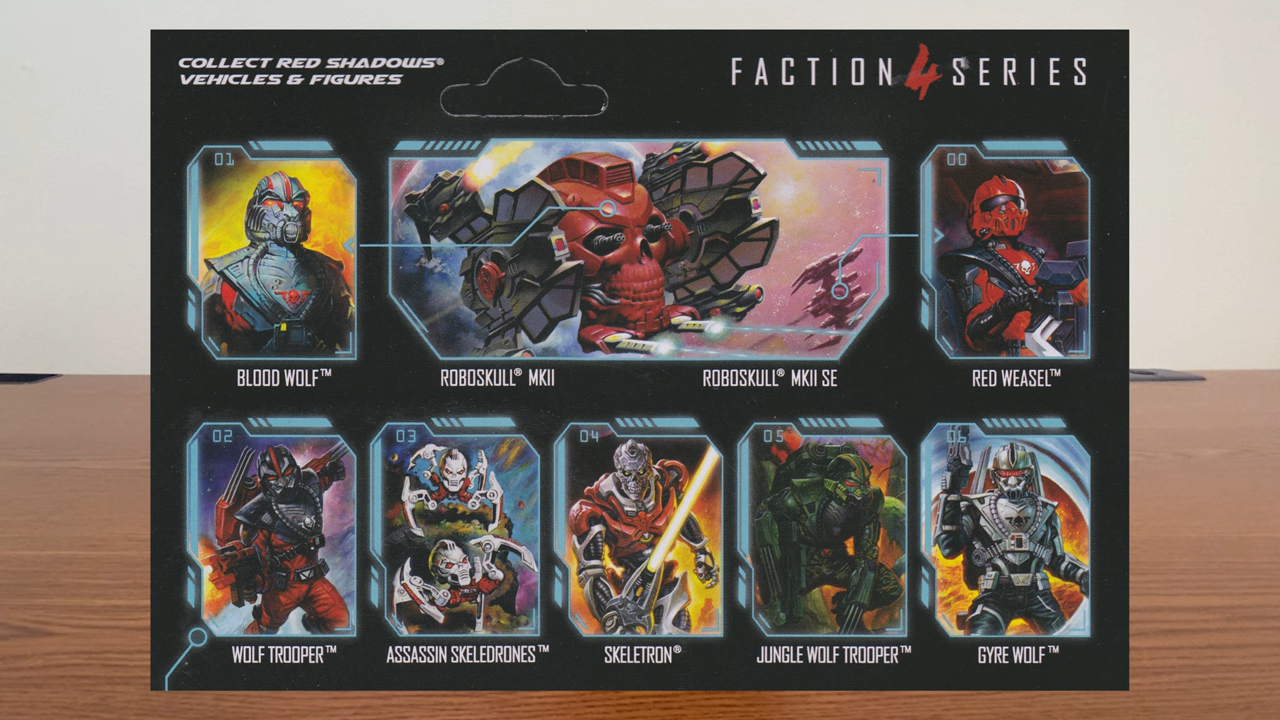 COLLECT RED SHADOWS®
VEHICLES & FIGURES
FACTION 4 SERIES
01
00
BLOOD WOLF™
ROBOSKULL® MKII
ROBOSKULL® MKII SE
RED WEASEL™
02
03
04
05
06
WOLF TROOPER™
ASSASSIN SKELEDRONES™
SKELETRON®
JUNGLE WOLF TROOPER™
GYRE WOLF™